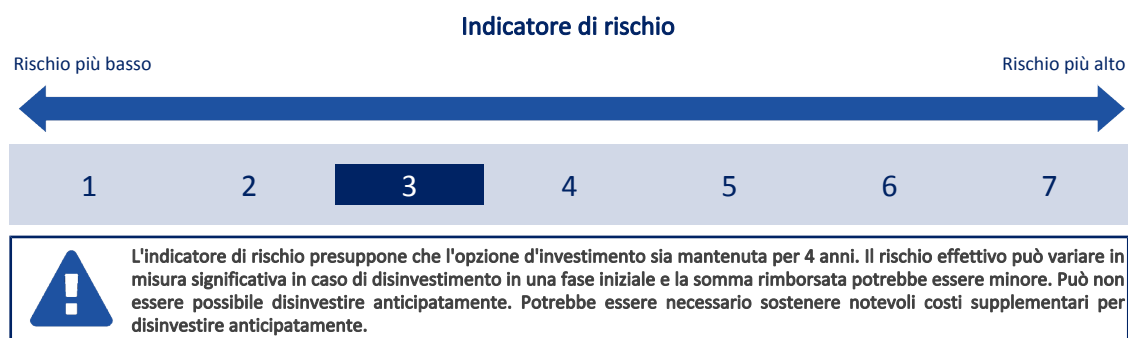 Indicatore di rischio
Rischio più basso
Rischio più alto
1 2 3 4 5 6 7
L'indicatore di rischio presuppone che l'opzione d'investimento sia mantenuta per 4 anni. Il rischio effettivo può variare in
misura significativa in caso di disinvestimento in una fase iniziale e la somma rimborsata potrebbe essere minore. Può non
essere possibile disinvestire anticipatamente. Potrebbe essere necessario sostenere notevoli costi supplementari per
disinvestire anticipatamente.